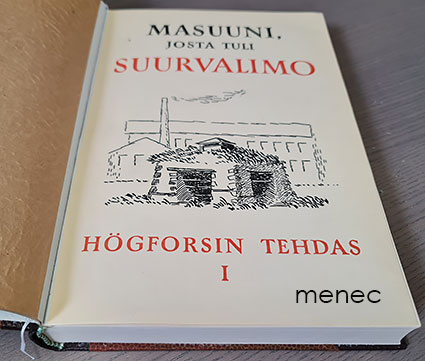 MASUUNI,
JOSTA TULI
SUURVALIMO
HÖGFORSIN TEHDAS
I
menec